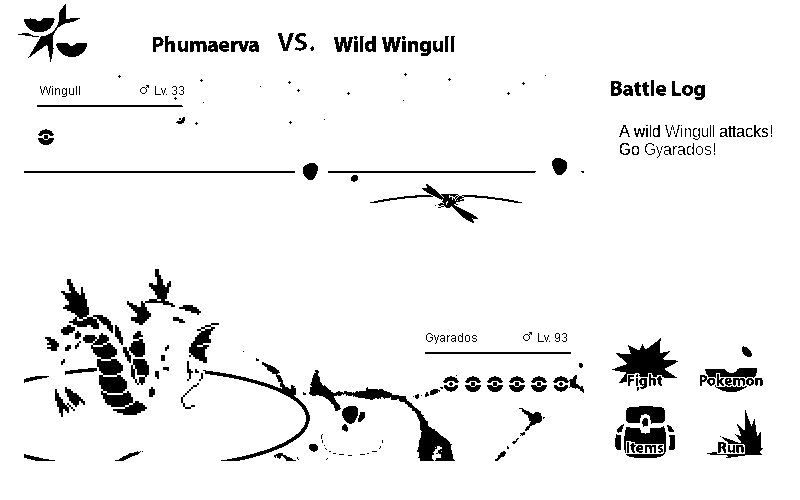 Phumaerva VS. Wild Wingull
Wingull ♂ Lv. 33
Battle Log
A wild Wingull attacks!
Go Gyarados!
Gyarados ♂ Lv. 93
Fight Pokemon
Items Run